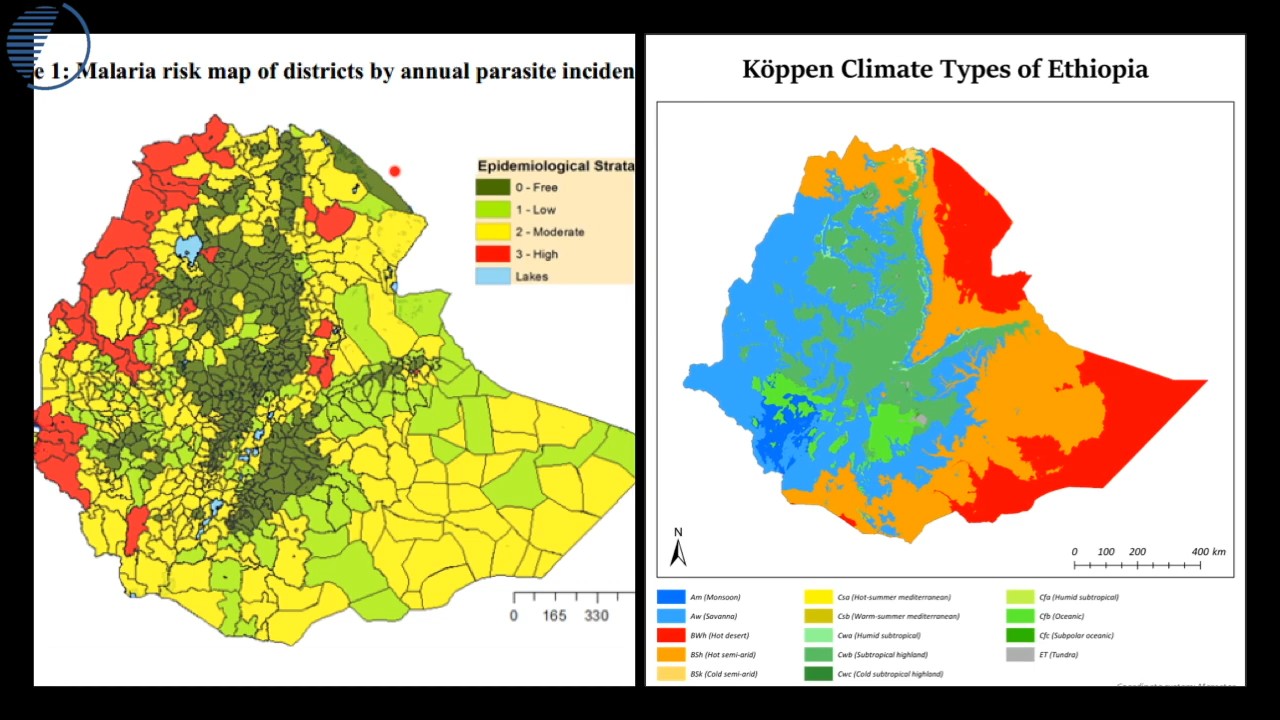 e 1: Malaria risk map of districts by annual parasite inciden
Epidemiological Strata
0 - Free
1 - Low
2 - Moderate
3 - High
Lakes
0 165 330
Köppen Climate Types of Ethiopia
N
0 100 200 400 km
Am (Monsoon)
Aw (Savanna)
BWh (Hot desert)
BSh (Hot semi-arid)
BSk (Cold semi-arid)
Csa (Hot-summer mediterranean)
Csb (Warm-summer mediterranean)
Cwa (Humid subtropical)
Cwb (Subtropical highland)
Cwc (Cold subtropical highland)
Cfa (Humid subtropical)
Cfb (Oceanic)
Cfc (Subpolar oceanic)
ET (Tundra)